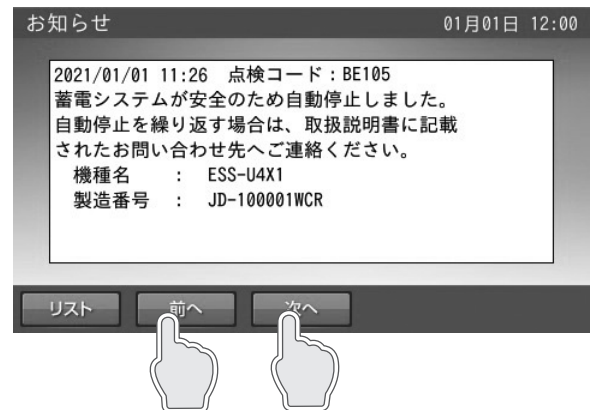 お知らせ 01月01日 12:00
2021/01/01 11:26 点検コード：BE105
蓄電システムが安全のため自動停止しました。
自動停止を繰り返す場合は、取扱説明書に記載
されたお問い合わせ先へご連絡ください。
機種名 ： ESS-U4X1
製造番号 ： JD-100001WCR
リスト 前へ 次へ